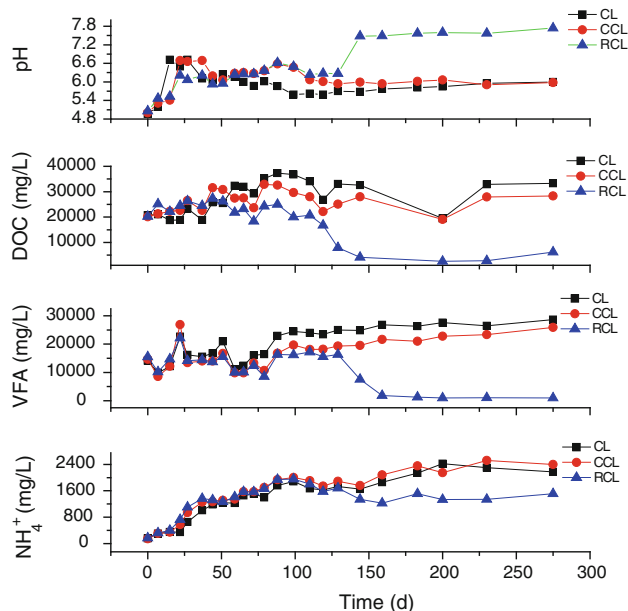 7.8
7.2
6.6
6.0
5.4
4.8
pH
CL
CCL
RCL
40000
30000
20000
10000
DOC (mg/L)
CL
CCL
RCL
30000
20000
10000
0
VFA (mg/L)
CL
CCL
RCL
2400
1600
800
0
NH₄⁺ (mg/L)
CL
CCL
RCL
0 50 100 150 200 250 300
Time (d)